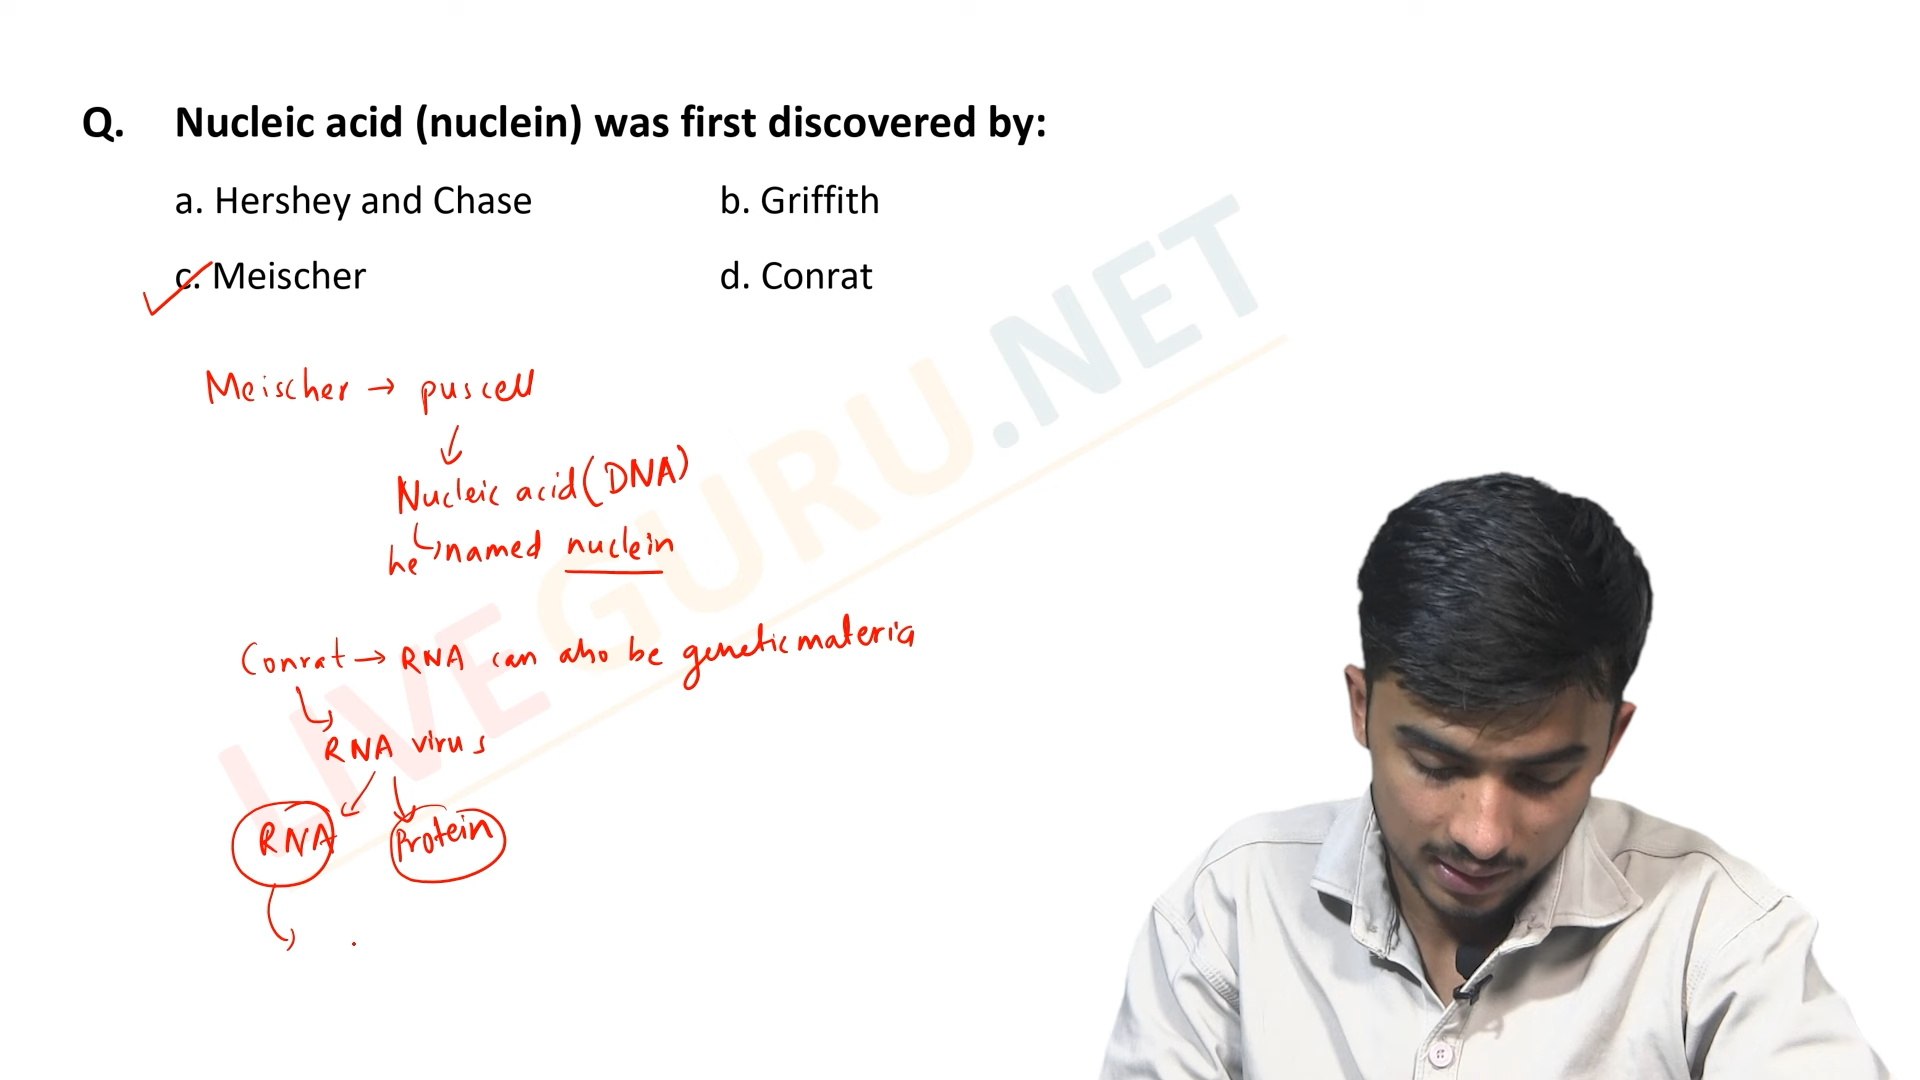 Q. Nucleic acid (nuclein) was first discovered by:
a. Hershey and Chase b. Griffith
c. Meischer d. Conrat
Meischer → puscell
Nucleic acid (DNA)
he named nuclein
Conrat → RNA can also be genetic materia
RNA virus
RNA Protein
LIVEGURU.NET